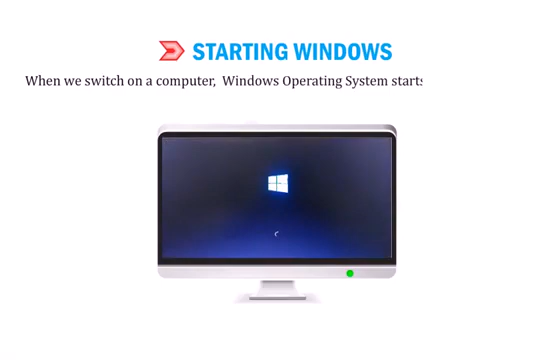 STARTING WINDOWS
When we switch on a computer, Windows Operating System starts